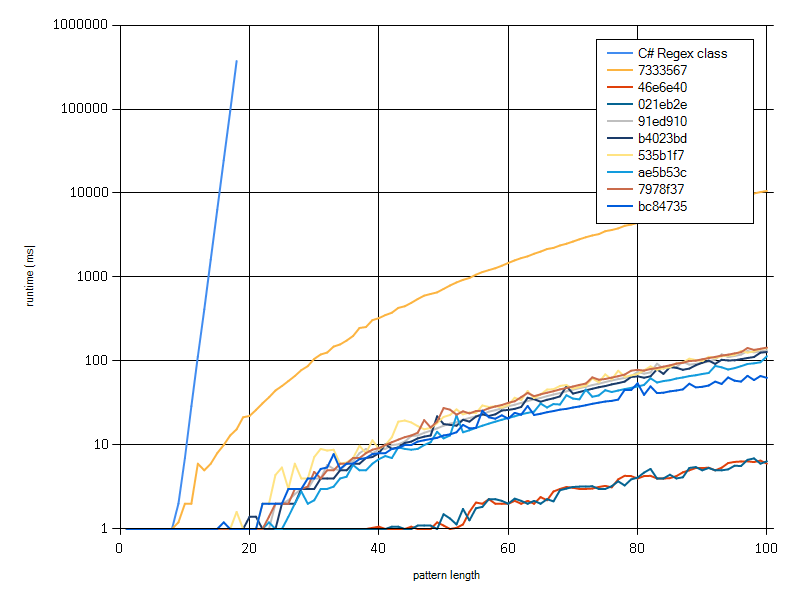 1000000
100000
10000
1000
100
10
1
runtime [ms]
0
20
40
60
80
100
pattern length
C# Regex class
7333567
46e6e40
021eb2e
91ed910
b4023bd
535b1f7
ae5b53c
7978f37
bc84735